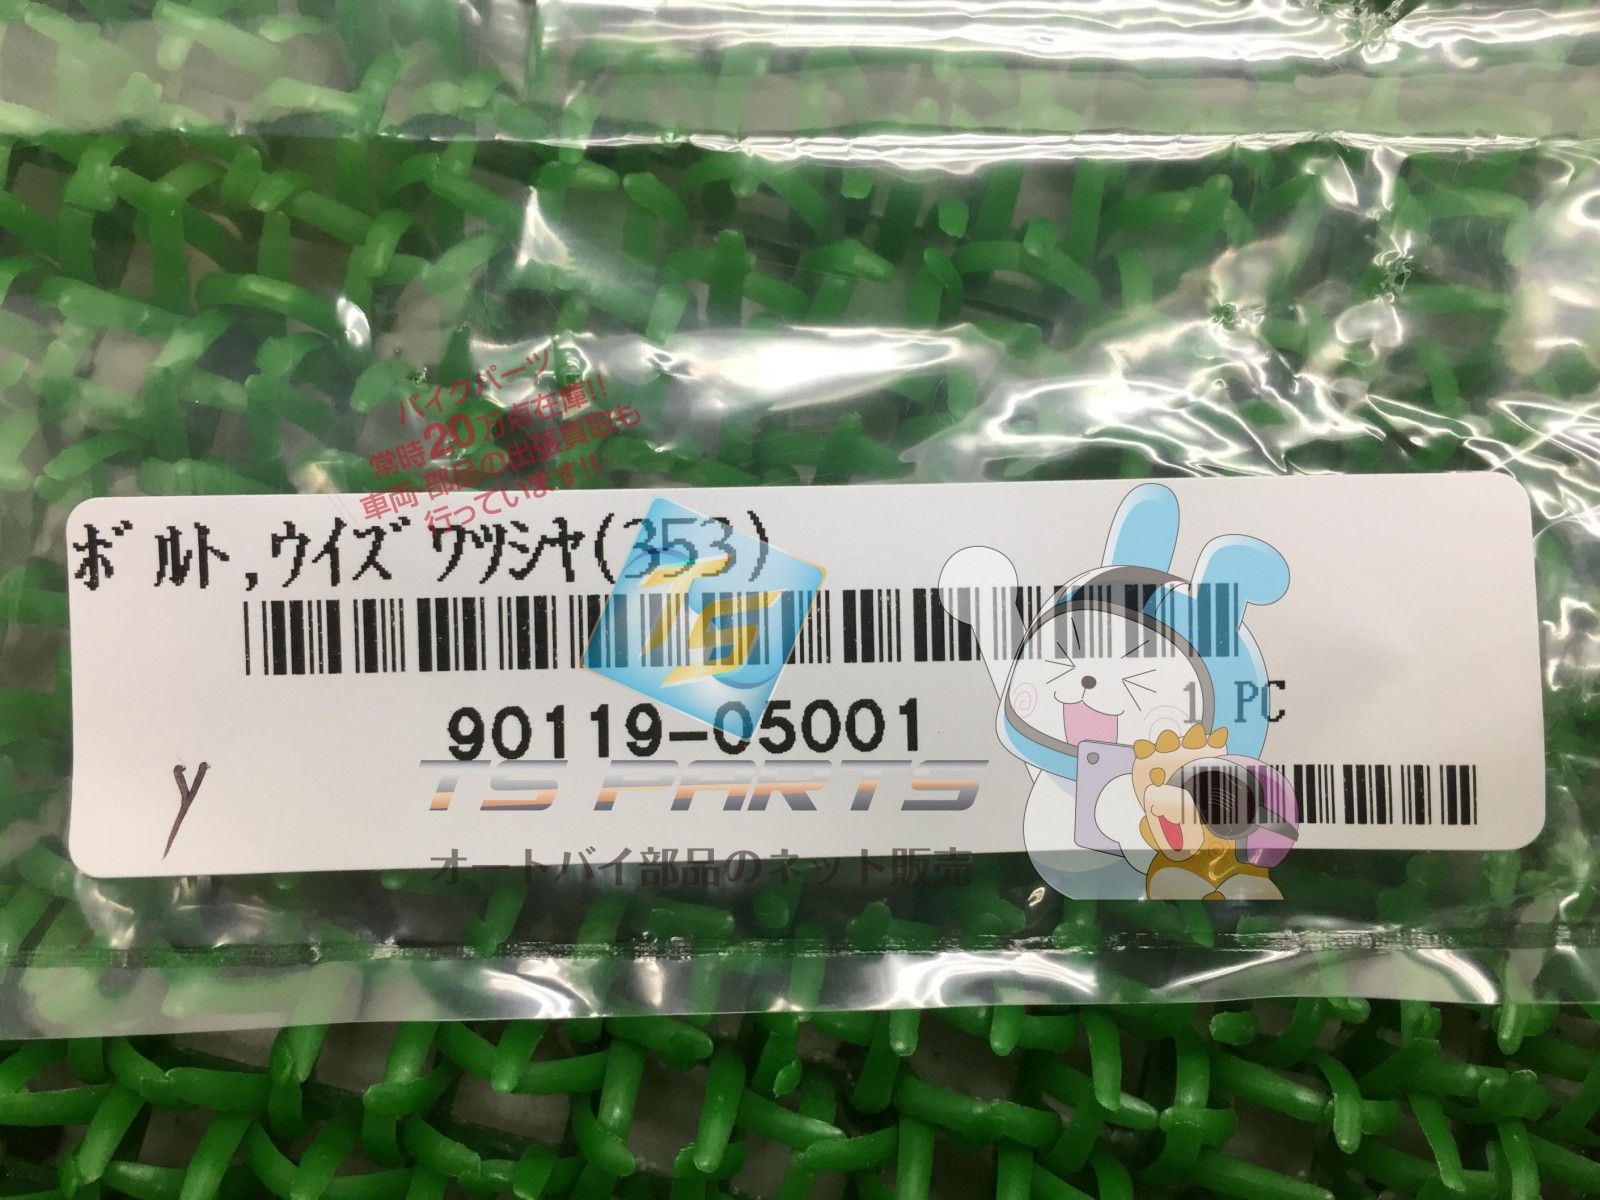 バイクパーツ
常時20万点在庫!!
車両・部品の出張買取も
行っています!!
ボルト,ウイズ ワツシヤ(353)
TS
90119-05001
1 PC
TS PARTS
y
オートバイ部品のネット販売